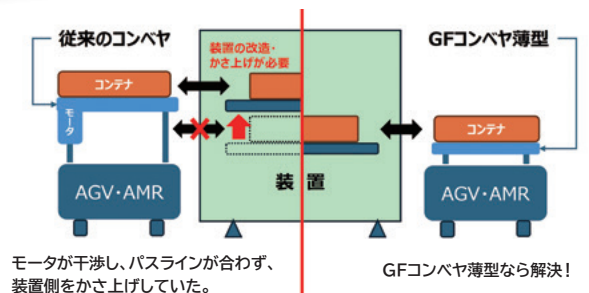 従来のコンベヤ
装置の改造・
かさ上げが必要
GFコンベヤ薄型
コンテナ
モータ
AGV・AMR
装置
コンテナ
AGV・AMR
モータが干渉し、パスラインが合わず、
装置側をかさ上げしていた。
GFコンベヤ薄型なら解決！